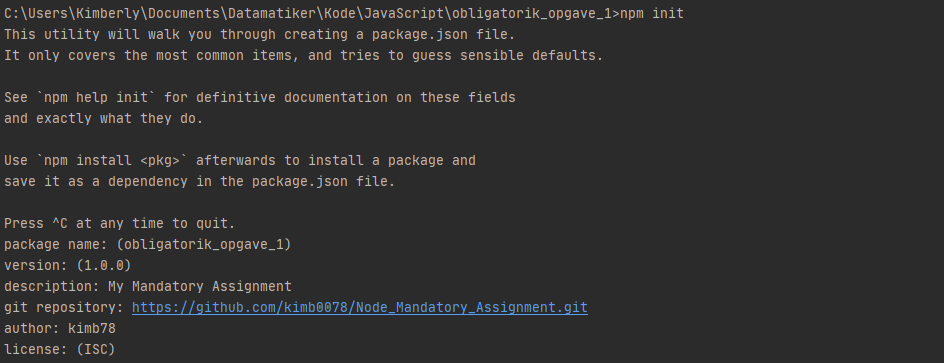 C:\Users\Kimberly\Documents\Datamatiker\Kode\JavaScript\obligatorik_opgave_1>npm init
This utility will walk you through creating a package.json file.
It only covers the most common items, and tries to guess sensible defaults.
See `npm help init` for definitive documentation on these fields
and exactly what they do.
Use `npm install <pkg>` afterwards to install a package and
save it as a dependency in the package.json file.
Press ^C at any time to quit.
package name: (obligatorik_opgave_1)
version: (1.0.0)
description: My Mandatory Assignment
git repository: https://github.com/kimb0078/Node_Mandatory_Assignment.git
author: kimb78
license: (ISC)